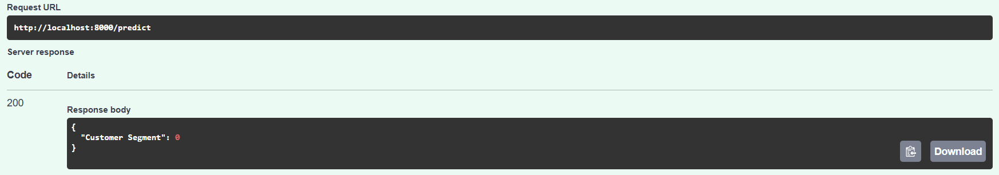 Request URL
http://localhost:8000/predict
Server response
Code Details
200
Response body
{
"Customer Segment": 0
}
Download